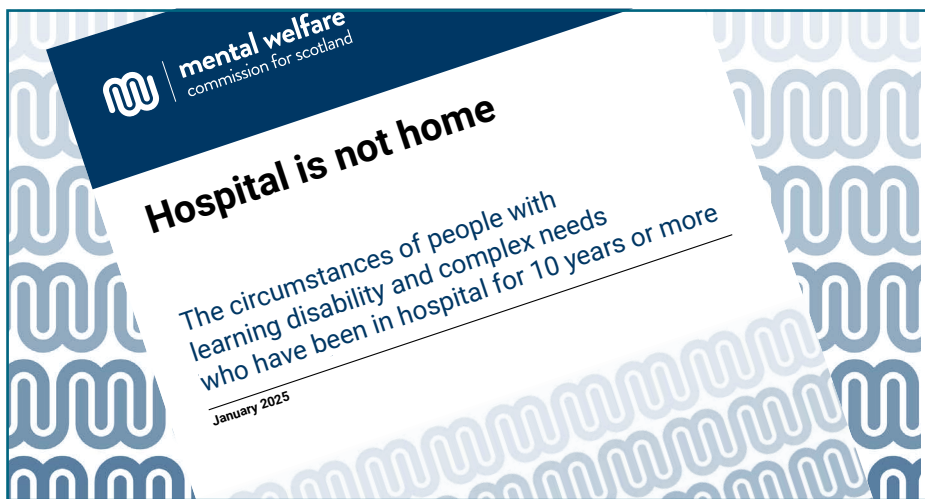 mental welfare
commission for scotland
Hospital is not home
The circumstances of people with
learning disability and complex needs
who have been in hospital for 10 years or more
January 2025